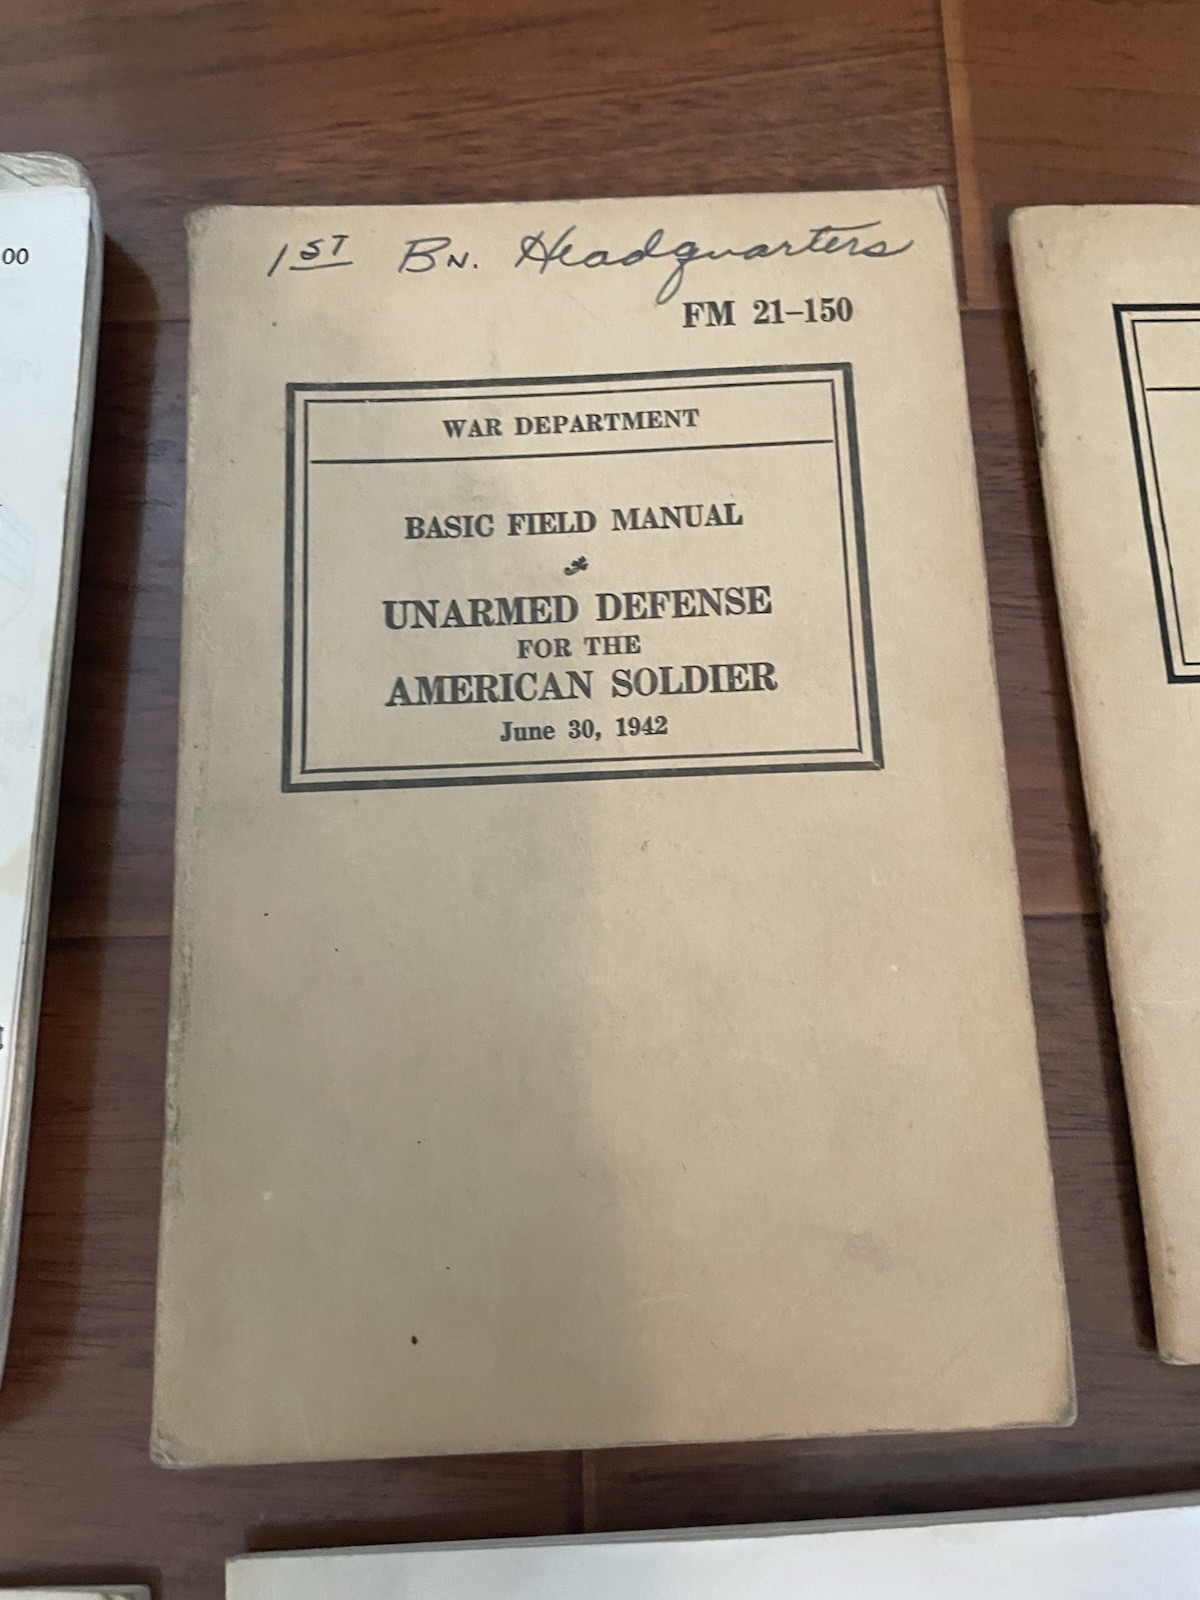 1ST Bn. Headquarters
FM 21–150
WAR DEPARTMENT
BASIC FIELD MANUAL
UNARMED DEFENSE
FOR THE
AMERICAN SOLDIER
June 30, 1942
00